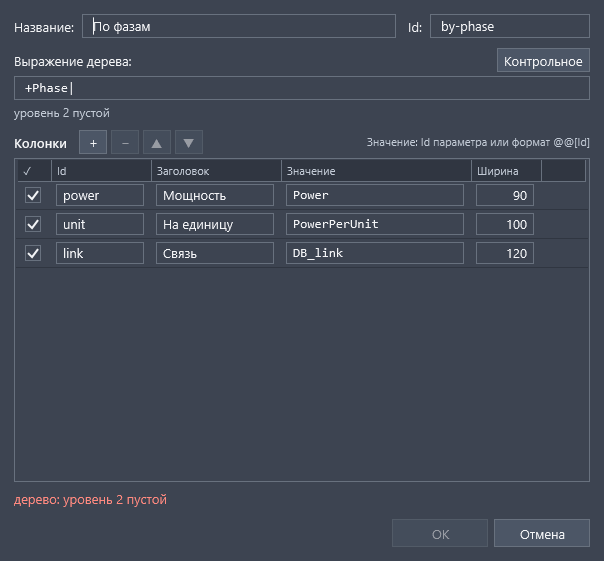 Название: По фазам Id: by-phase
Выражение дерева: Контрольное
+Phase|
уровень 2 пустой
Колонки + − ▲ ▼ Значение: Id параметра или формат @@[Id]
✓ Id Заголовок Значение Ширина
power Мощность Power 90
unit На единицу PowerPerUnit 100
link Связь DB_link 120
дерево: уровень 2 пустой
OK Отмена